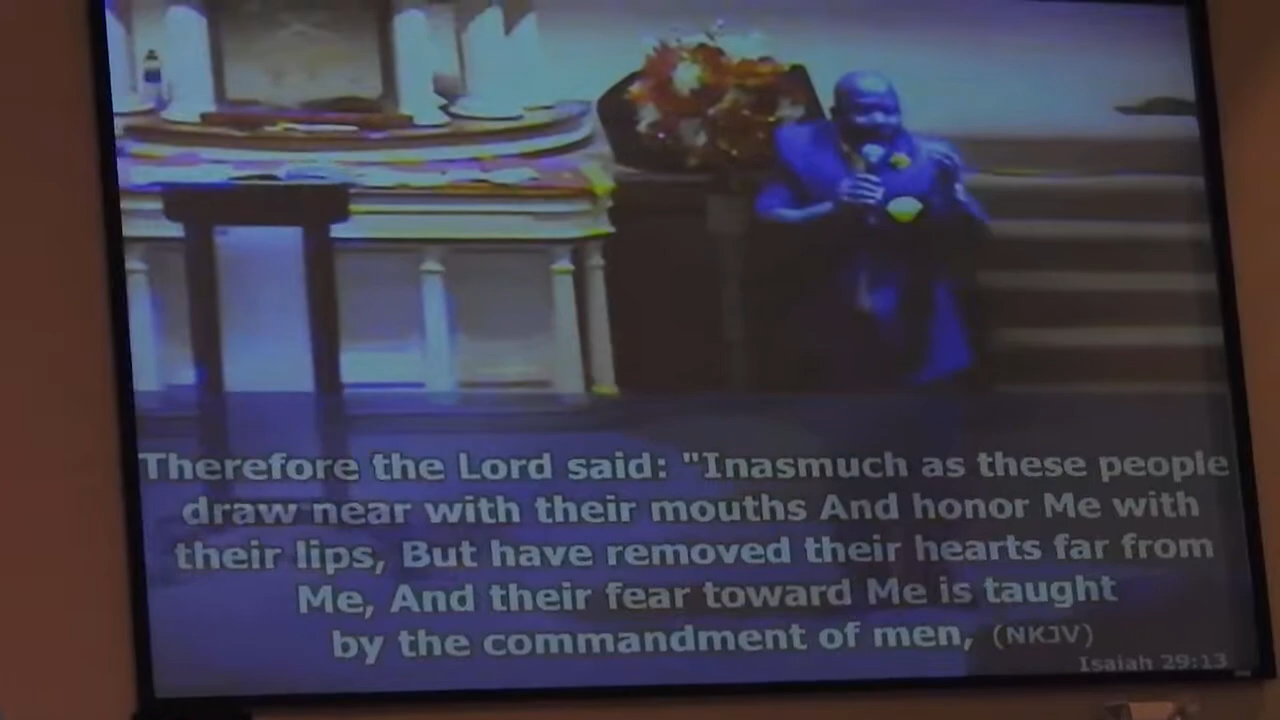 Therefore the Lord said: "Inasmuch as these people
draw near with their mouths And honor Me with
their lips, But have removed their hearts far from
Me, And their fear toward Me is taught
by the commandment of men, (NKJV)
Isaiah 29:13